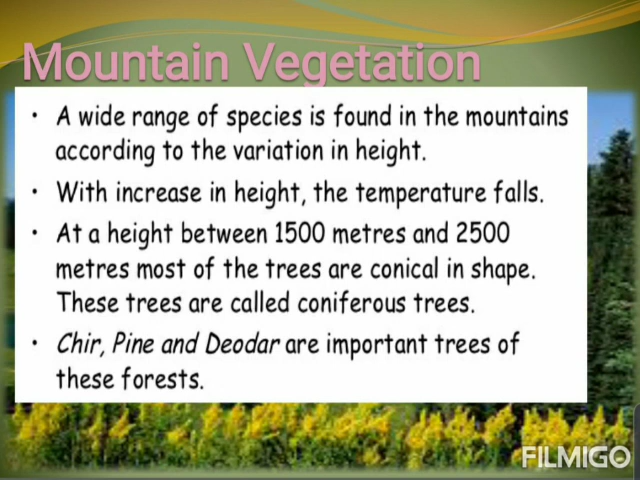 Mountain Vegetation
• A wide range of species is found in the mountains
according to the variation in height.
• With increase in height, the temperature falls.
• At a height between 1500 metres and 2500
metres most of the trees are conical in shape.
These trees are called coniferous trees.
• Chir, Pine and Deodar are important trees of
these forests.
FILMIGO